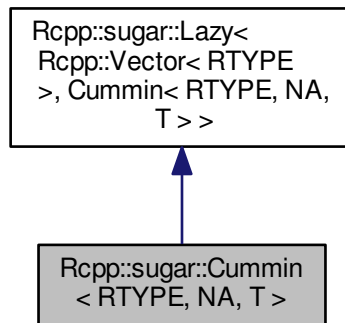 Rcpp::sugar::Lazy<
Rcpp::Vector< RTYPE
>, Cummin< RTYPE, NA,
T > >
Rcpp::sugar::Cummin
< RTYPE, NA, T >